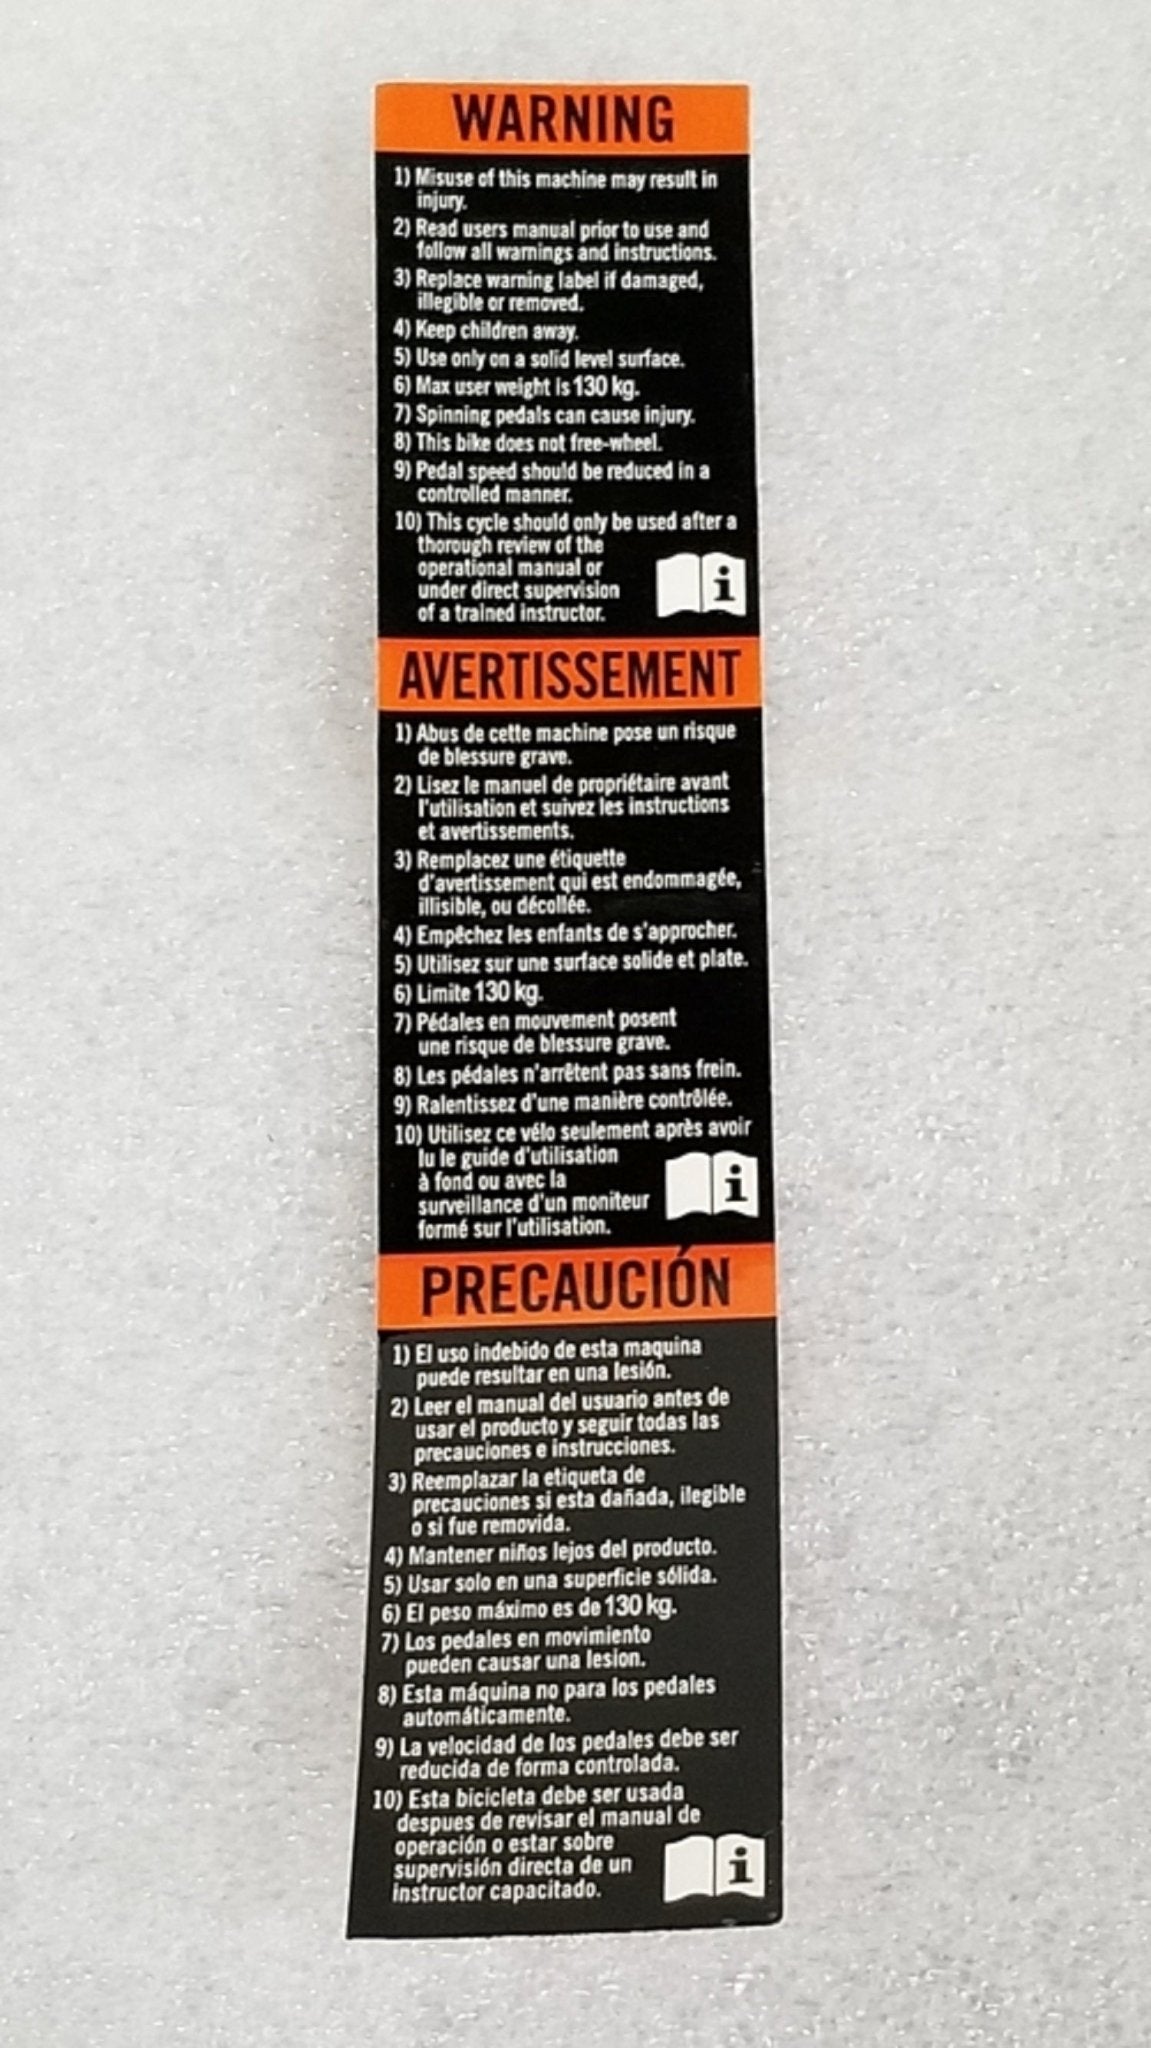 WARNING
1) Misuse of this machine may result in
injury.
2) Read users manual prior to use and
follow all warnings and instructions.
3) Replace warning label if damaged,
illegible or removed.
4) Keep children away.
5) Use only on a solid level surface.
6) Max user weight is 130 kg.
7) Spinning pedals can cause injury.
8) This bike does not free-wheel.
9) Pedal speed should be reduced in a
controlled manner.
10) This cycle should only be used after a
thorough review of the
operational manual or
under direct supervision
of a trained instructor.
i
AVERTISSEMENT
1) Abus de cette machine pose un risque
de blessure grave.
2) Lisez le manuel de propriétaire avant
l'utilisation et suivez les instructions
et avertissements.
3) Remplacez une étiquette
d'avertissement qui est endommagée,
illisible, ou décollée.
4) Empêchez les enfants de s'approcher.
5) Utilisez sur une surface solide et plate.
6) Limite 130 kg.
7) Pédales en mouvement posent
une risque de blessure grave.
8) Les pédales n'arrêtent pas sans frein.
9) Ralentissez d'une manière contrôlée.
10) Utilisez ce vélo seulement après avoir
lu le guide d'utilisation
à fond ou avec la
surveillance d'un moniteur
formé sur l'utilisation.
i
PRECAUCIÓN
1) El uso indebido de esta maquina
puede resultar en una lesión.
2) Leer el manual del usuario antes de
usar el producto y seguir todas las
precauciones e instrucciones.
3) Reemplazar la etiqueta de
precauciones si esta dañada, ilegible
o si fue removida.
4) Mantener niños lejos del producto.
5) Usar solo en una superficie sólida.
6) El peso máximo es de 130 kg.
7) Los pedales en movimiento
pueden causar una lesion.
8) Esta máquina no para los pedales
automáticamente.
9) La velocidad de los pedales debe ser
reducida de forma controlada.
10) Esta bicicleta debe ser usada
despues de revisar el manual de
operación o estar sobre
supervisión directa de un
instructor capacitado.
i